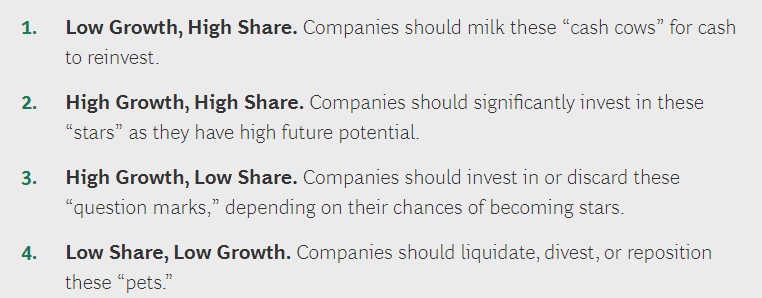 1. Low Growth, High Share. Companies should milk these “cash cows” for cash
to reinvest.
2. High Growth, High Share. Companies should significantly invest in these
“stars” as they have high future potential.
3. High Growth, Low Share. Companies should invest in or discard these
“question marks,” depending on their chances of becoming stars.
4. Low Share, Low Growth. Companies should liquidate, divest, or reposition
these “pets.”